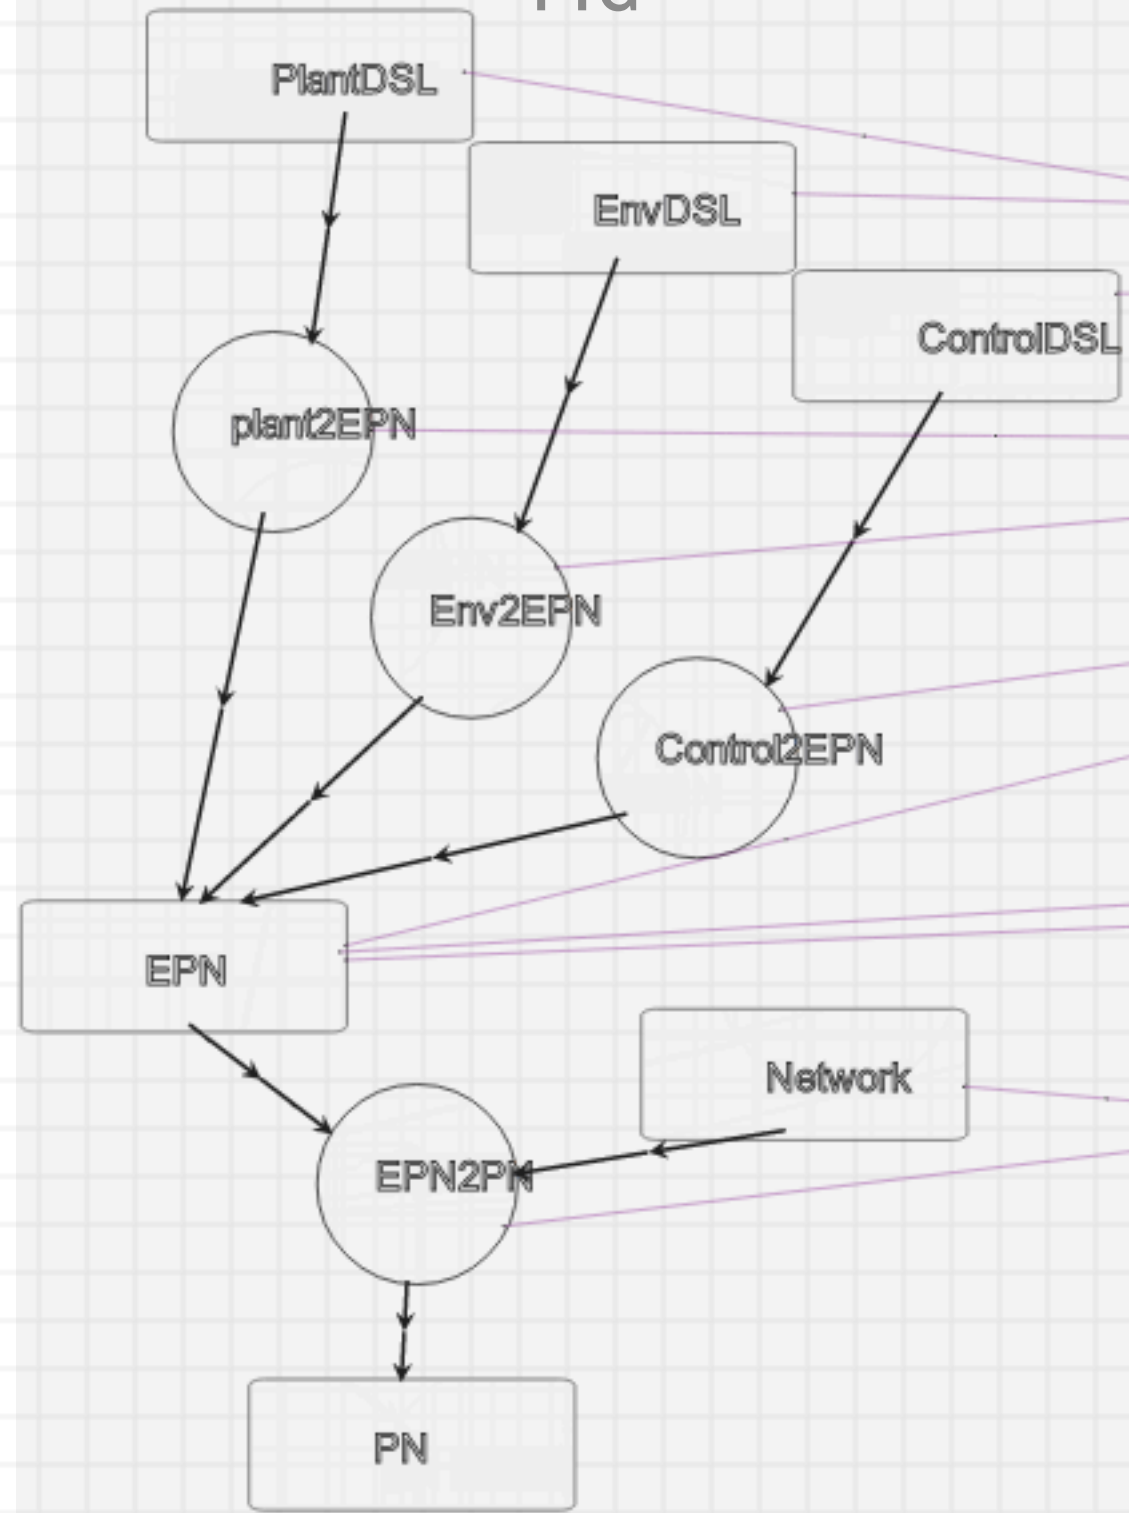 PlantDSL
EnvDSL
ControlDSL
plant2EPN
Env2EPN
Control2EPN
EPN
Network
EPN2PN
PN